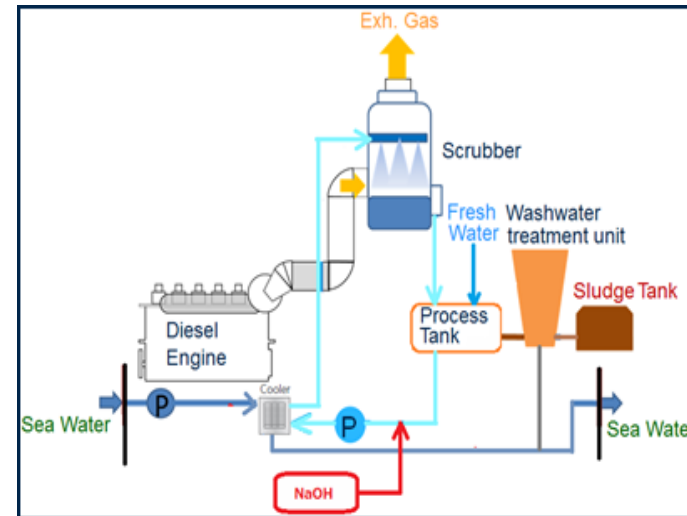 Exh. Gas
Scrubber
Fresh
Water
Washwater
treatment unit
Sludge Tank
Process
Tank
Diesel
Engine
Cooler
P
P
Sea Water
Sea Wate
NaOH